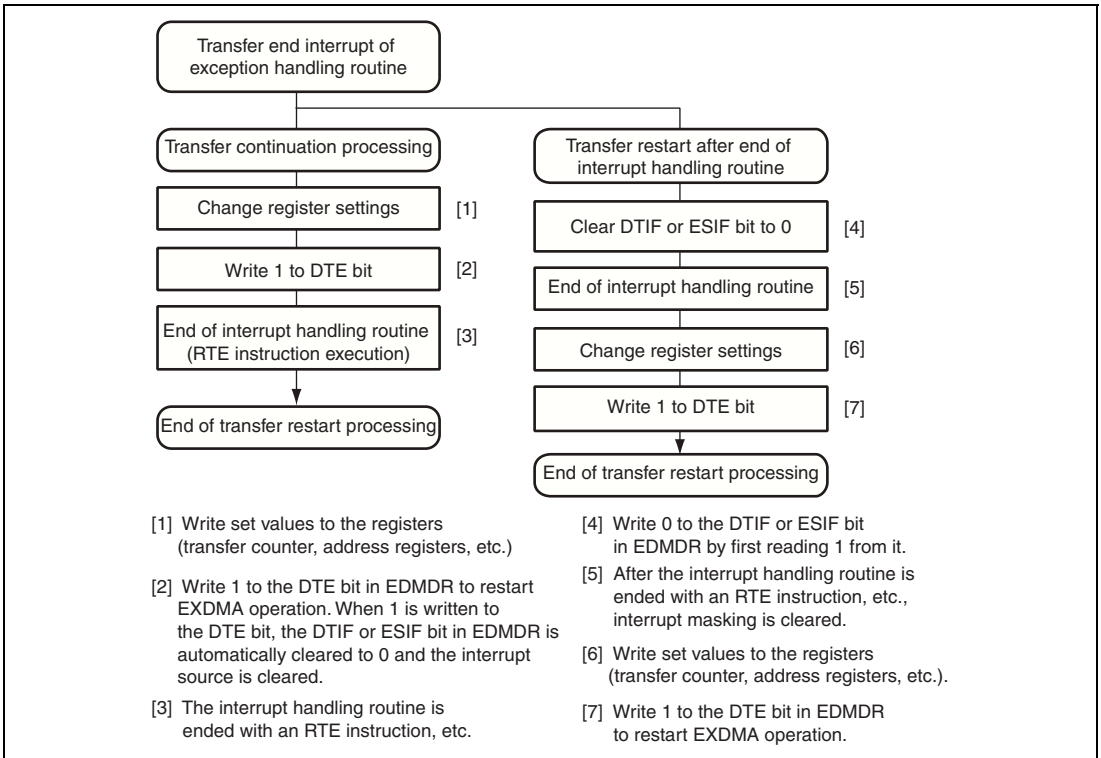 Transfer end interrupt of
exception handling routine
Transfer continuation processing
Change register settings
[1]
Write 1 to DTE bit
[2]
End of interrupt handling routine
(RTE instruction execution)
[3]
End of transfer restart processing
Transfer restart after end of
interrupt handling routine
Clear DTIF or ESIF bit to 0
[4]
End of interrupt handling routine
[5]
Change register settings
[6]
Write 1 to DTE bit
[7]
End of transfer restart processing
[1] Write set values to the registers
(transfer counter, address registers, etc.)
[2] Write 1 to the DTE bit in EDMDR to restart
EXDMA operation. When 1 is written to
the DTE bit, the DTIF or ESIF bit in EDMDR is
automatically cleared to 0 and the interrupt
source is cleared.
[3] The interrupt handling routine is
ended with an RTE instruction, etc.
[4] Write 0 to the DTIF or ESIF bit
in EDMDR by first reading 1 from it.
[5] After the interrupt handling routine is
ended with an RTE instruction, etc.,
interrupt masking is cleared.
[6] Write set values to the registers
(transfer counter, address registers, etc.).
[7] Write 1 to the DTE bit in EDMDR
to restart EXDMA operation.